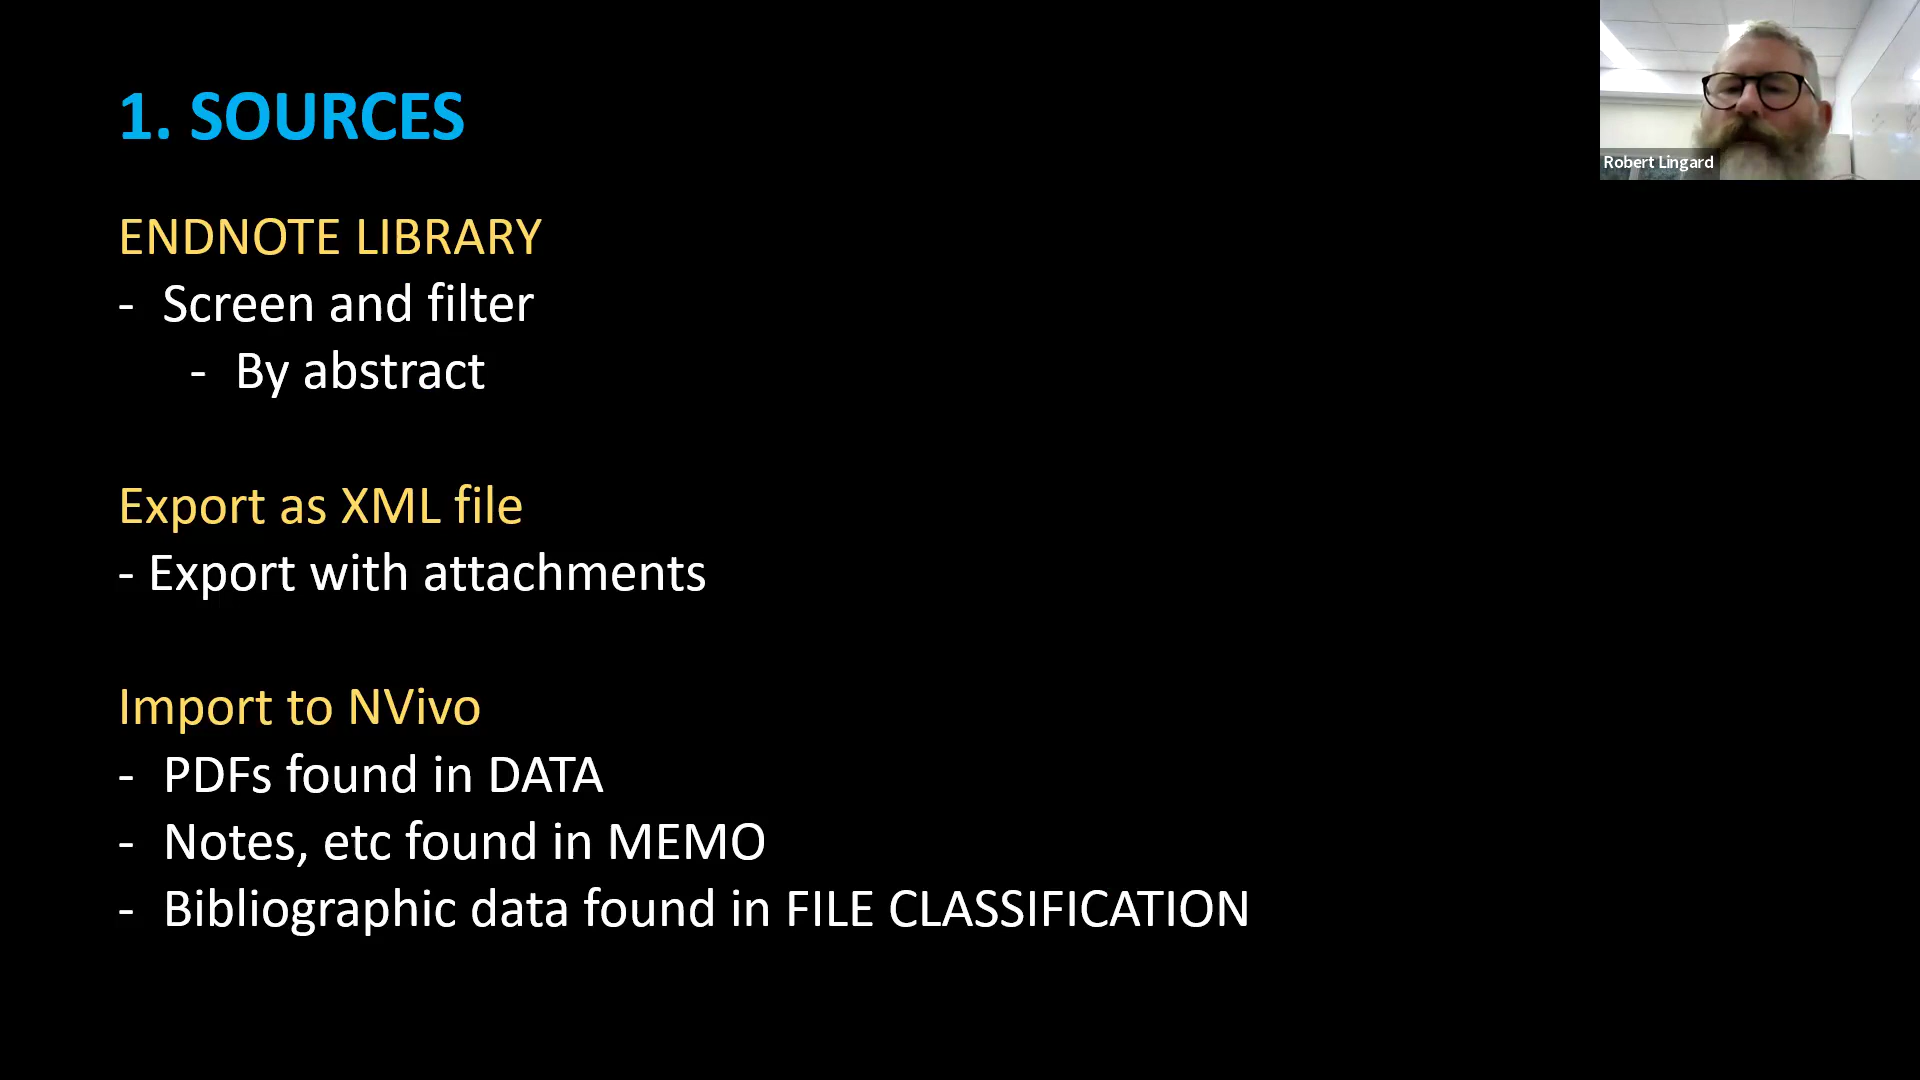 1. SOURCES
ENDNOTE LIBRARY
- Screen and filter
- By abstract
Export as XML file
- Export with attachments
Import to NVivo
- PDFs found in DATA
- Notes, etc found in MEMO
- Bibliographic data found in FILE CLASSIFICATION
Robert Lingard